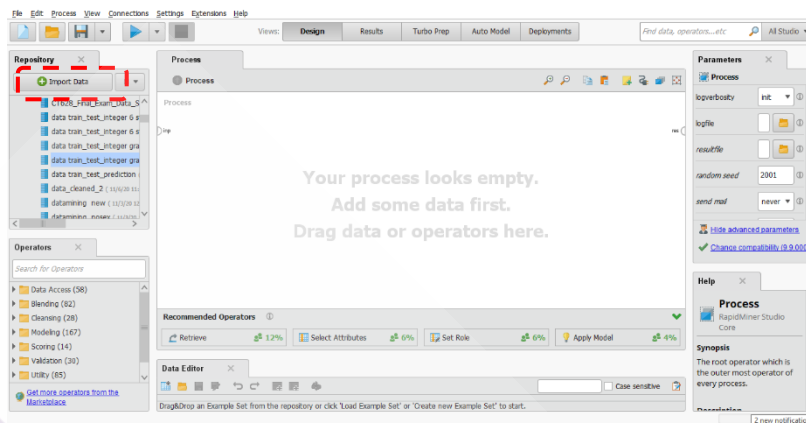 File Edit Process View Connections Settings Extensions Help
Views: Design Results Turbo Prep Auto Model Deployments
Find data, operators...etc
All Studio
Repository
Import Data
CT628_Final_Exam_Data_S
data train_test_integer 6 s
data train_test_integer 6 s
data train_test_integer gra
data train_test_integer gra
data train_test_prediction
data_cleaned_2
datamining new
datamining_noses
Operators
Search for Operators
Data Access (58)
Blending (82)
Cleansing (28)
Modeling (167)
Scoring (14)
Validation (30)
Utility (85)
Get more operators from the
Marketplace
Process
Process
Process
inp
res
Your process looks empty.
Add some data first.
Drag data or operators here.
Recommended Operators
Retrieve 12%
Select Attributes 6%
Set Role 6%
Apply Model 4%
Data Editor
Case sensitive
Drag&Drop an Example Set from the repository or click 'Load Example Set' or 'Create new Example Set' to start.
Parameters
Process
logverbosity init
logfile
resultfile
random seed 2001
send mail never
Hide advanced parameters
Change compatibility (9.9.000
Help
Process
RapidMiner Studio
Core
Synopsis
The root operator which is
the outer most operator of
every process.
Description
2 new notificatio